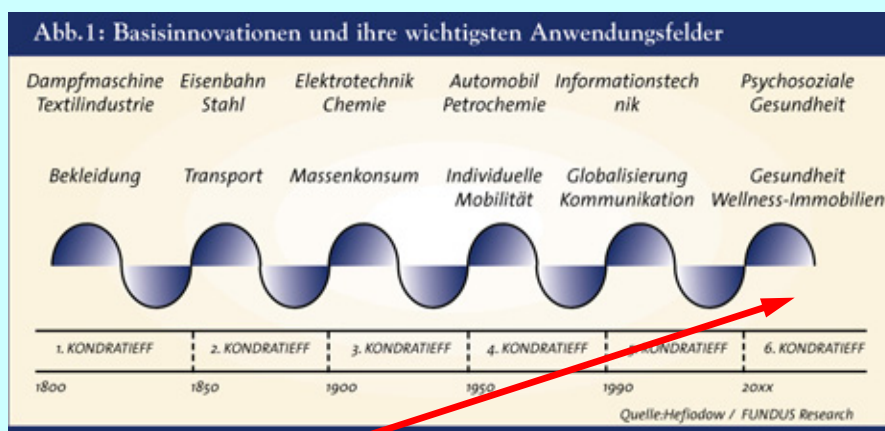 Abb.1: Basisinnovationen und ihre wichtigsten Anwendungsfelder
Dampfmaschine Eisenbahn Elektrotechnik Automobil Informationstech Psychosoziale
Textilindustrie Stahl Chemie Petrochemie nik Gesundheit
Bekleidung Transport Massenkonsum Individuelle Globalisierung Gesundheit
Mobilität Kommunikation Wellness-Immobilien
1. KONDRATIEFF 2. KONDRATIEFF 3. KONDRATIEFF 4. KONDRATIEFF 5. KONDRATIEFF 6. KONDRATIEFF
1800 1850 1900 1950 1990 20xx
Quelle:Hefiodow / FUNDUS Research